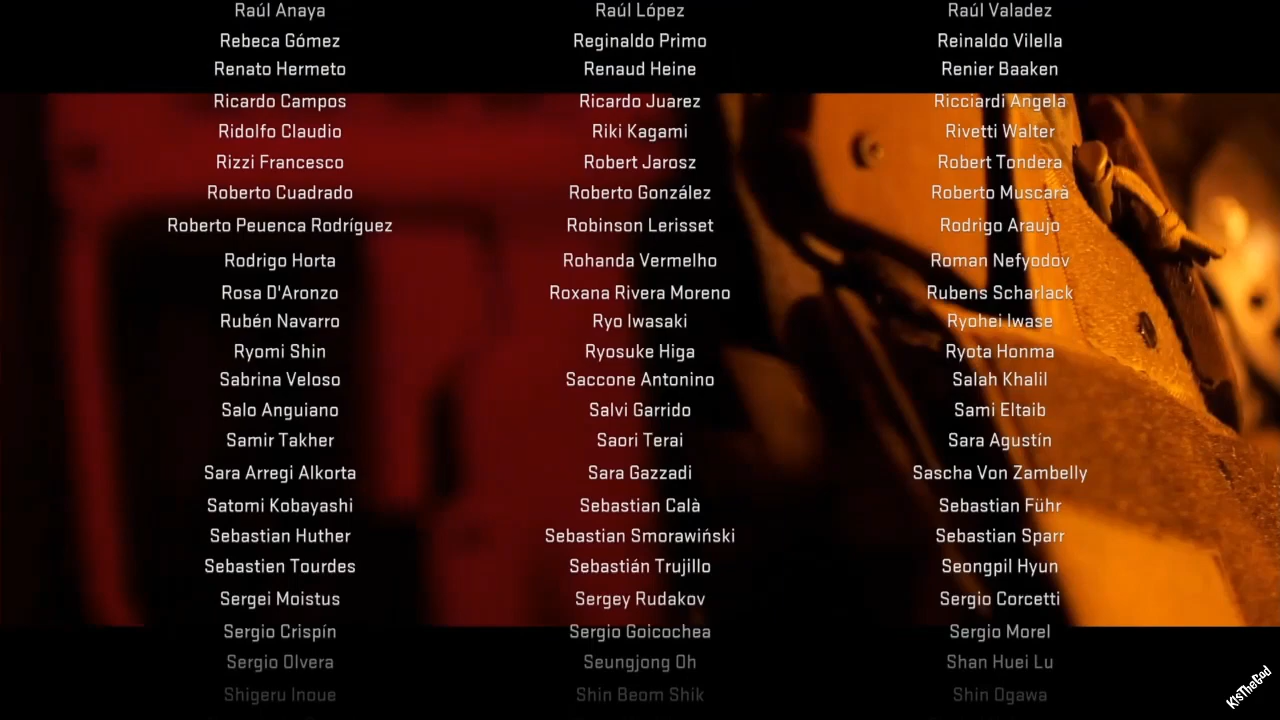 Raúl Anaya Raúl López Raúl Valadez
Rebeca Gómez Reginaldo Primo Reinaldo Vilella
Renato Hermeto Renaud Heine Renier Baaken
Ricardo Campos Ricardo Juarez Ricciardi Angela
Ridolfo Claudio Riki Kagami Rivetti Walter
Rizzi Francesco Robert Jarosz Robert Tondera
Roberto Cuadrado Roberto González Roberto Muscarà
Roberto Peuenca Rodríguez Robinson Lerisset Rodrigo Araujo
Rodrigo Horta Rohanda Vermelho Roman Nefyodov
Rosa D'Aronzo Roxana Rivera Moreno Rubens Scharlack
Rubén Navarro Ryo Iwasaki Ryohei Iwase
Ryomi Shin Ryosuke Higa Ryota Honma
Sabrina Veloso Saccone Antonino Salah Khalil
Salo Anguiano Salvi Garrido Sami Eltaib
Samir Takher Saori Terai Sara Agustín
Sara Arregi Alkorta Sara Gazzadi Sascha Von Zambelly
Satomi Kobayashi Sebastian Calà Sebastian Führ
Sebastian Huther Sebastian Smorawiński Sebastian Sparr
Sebastien Tourdes Sebastián Trujillo Seongpil Hyun
Sergei Moistus Sergey Rudakov Sergio Corcetti
Sergio Crispín Sergio Goicochea Sergio Morel
Sergio Olvera Seungjong Oh Shan Huei Lu
Shigeru Inoue Shin Beom Shik Shin Ogawa
K1sTheGod